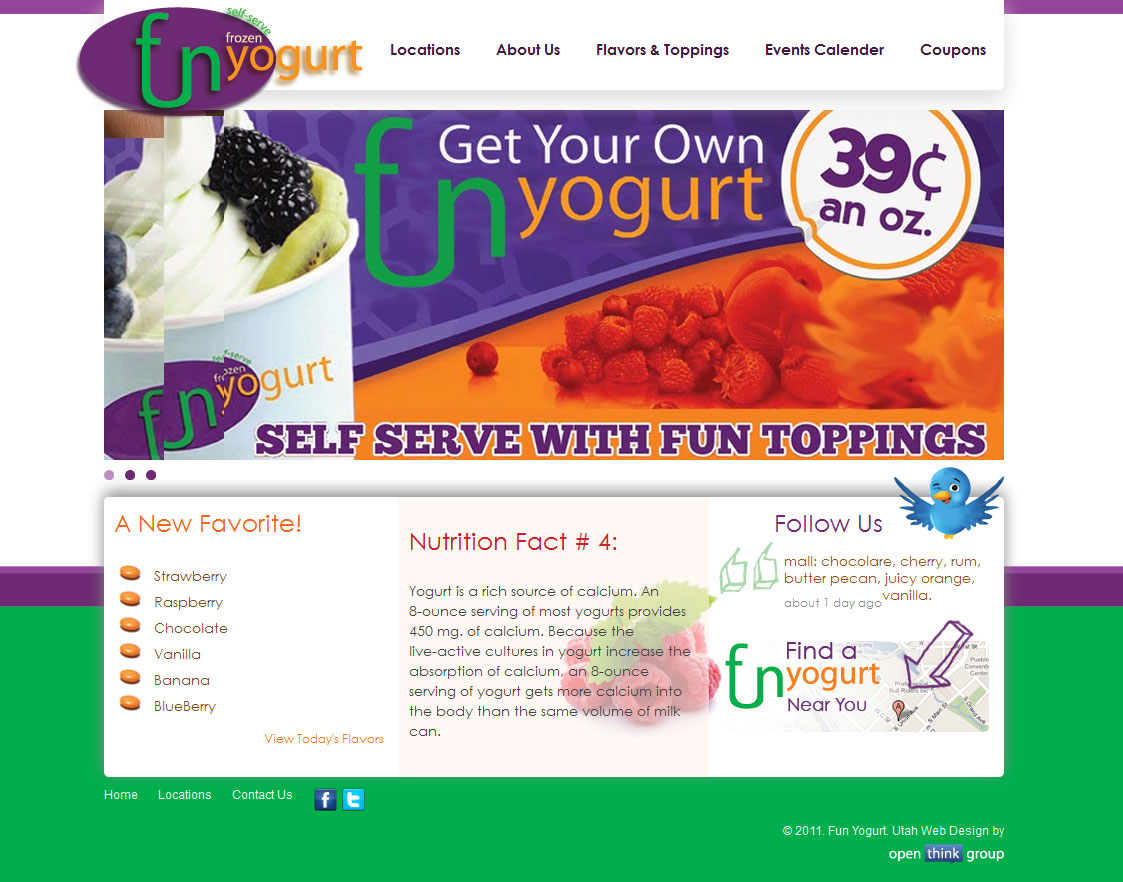 self-serve
frozen
fun yogurt
Locations
About Us
Flavors & Toppings
Events Calender
Coupons
Get Your Own
fun yogurt
39¢
an oz.
self-serve
frozen
fun yogurt
SELF SERVE WITH FUN TOPPINGS
A New Favorite!
Strawberry
Raspberry
Chocolate
Vanilla
Banana
BlueBerry
View Today's Flavors
Nutrition Fact # 4:
Yogurt is a rich source of calcium. An
8-ounce serving of most yogurts provides
450 mg. of calcium. Because the
live-active cultures in yogurt increase the
absorption of calcium, an 8-ounce
serving of yogurt gets more calcium into
the body than the same volume of milk
can.
Follow Us
mall: chocolare, cherry, rum,
butter pecan, juicy orange,
vanilla.
about 1 day ago
Find a
fun yogurt
Near You
A
Home
Locations
Contact Us
f
t
© 2011. Fun Yogurt. Utah Web Design by
open think group